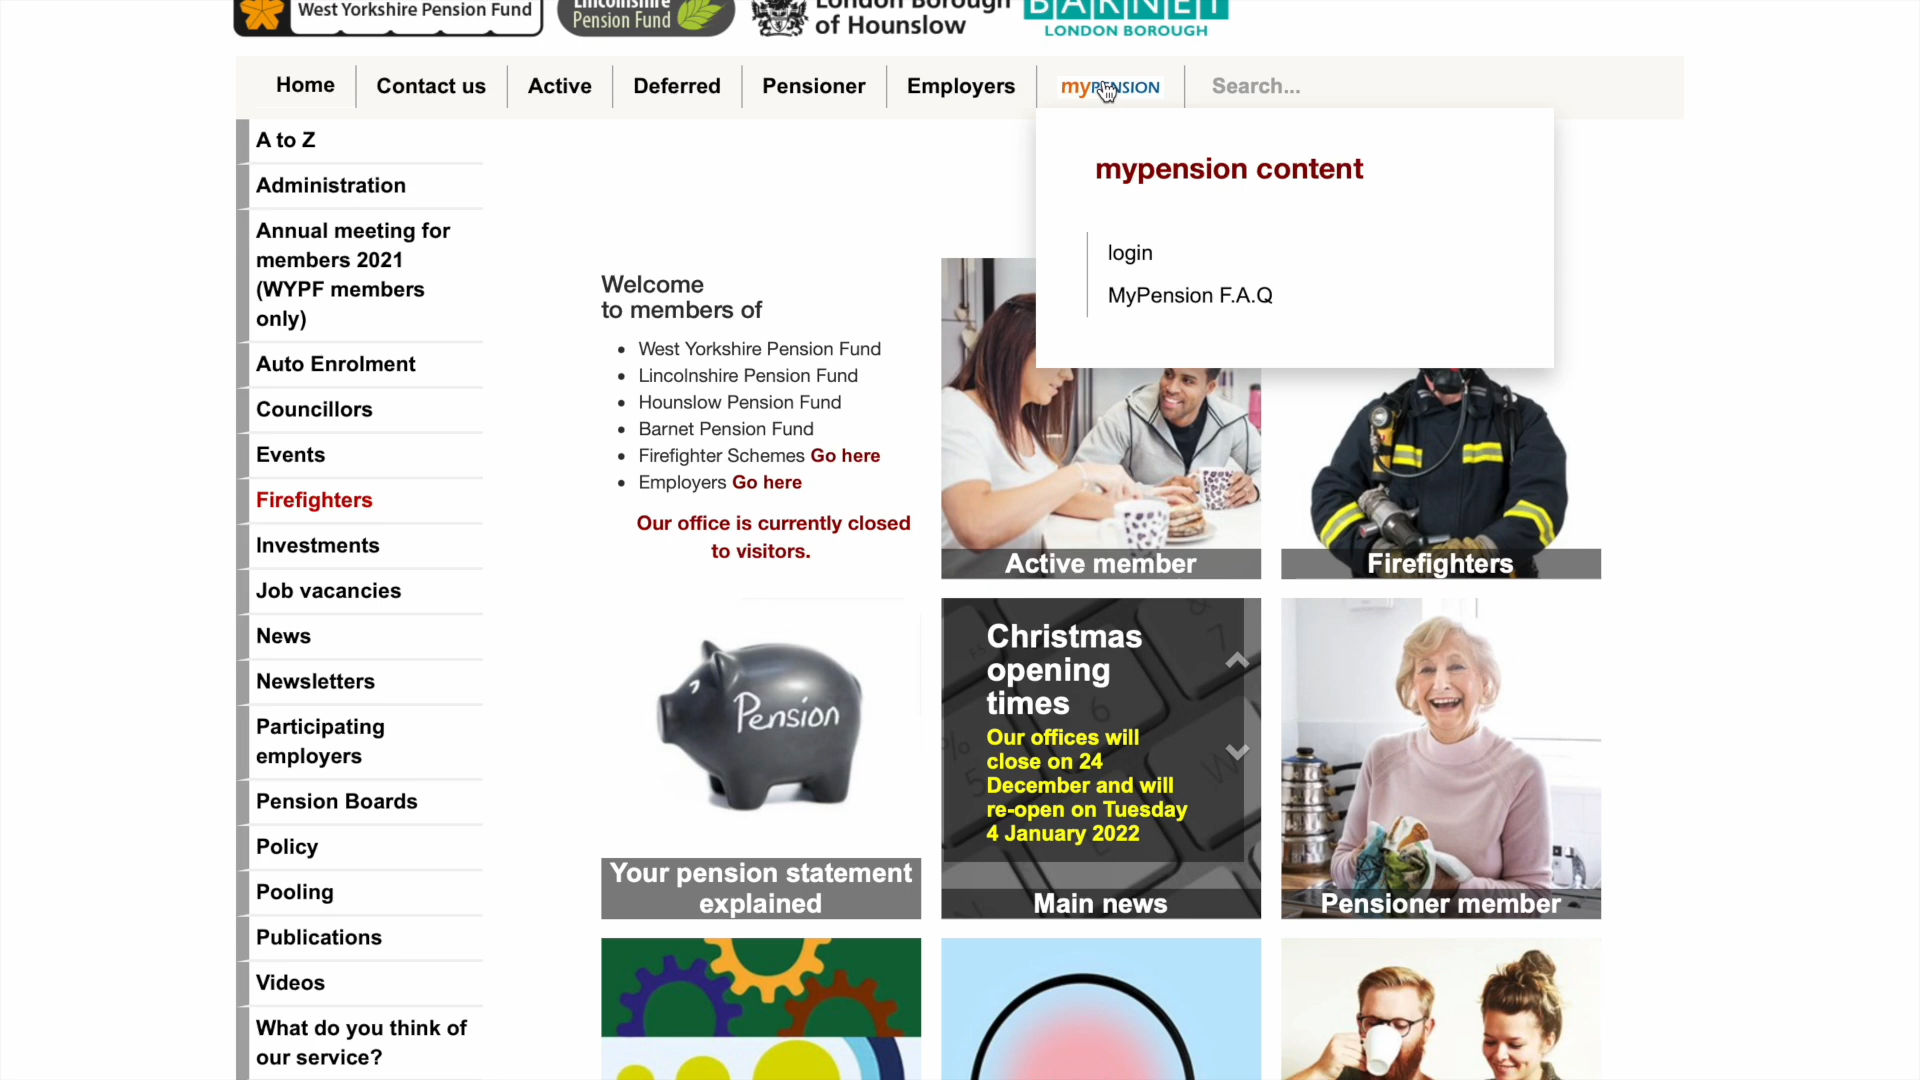 West Yorkshire Pension Fund
Lincolnshire
Pension Fund
London Borough
of Hounslow
BARNET
LONDON BOROUGH
Home
Contact us
Active
Deferred
Pensioner
Employers
myPENSION
Search...
A to Z
Administration
Annual meeting for
members 2021
(WYPF members
only)
Auto Enrolment
Councillors
Events
Firefighters
Investments
Job vacancies
News
Newsletters
Participating
employers
Pension Boards
Policy
Pooling
Publications
Videos
What do you think of
our service?
mypension content
login
MyPension F.A.Q
Welcome
to members of
West Yorkshire Pension Fund
Lincolnshire Pension Fund
Hounslow Pension Fund
Barnet Pension Fund
Firefighter Schemes Go here
Employers Go here
Our office is currently closed
to visitors.
Active member
Firefighters
Pension
Your pension statement
explained
Christmas
opening
times
Our offices will
close on 24
December and will
re-open on Tuesday
4 January 2022
Main news
Pensioner member